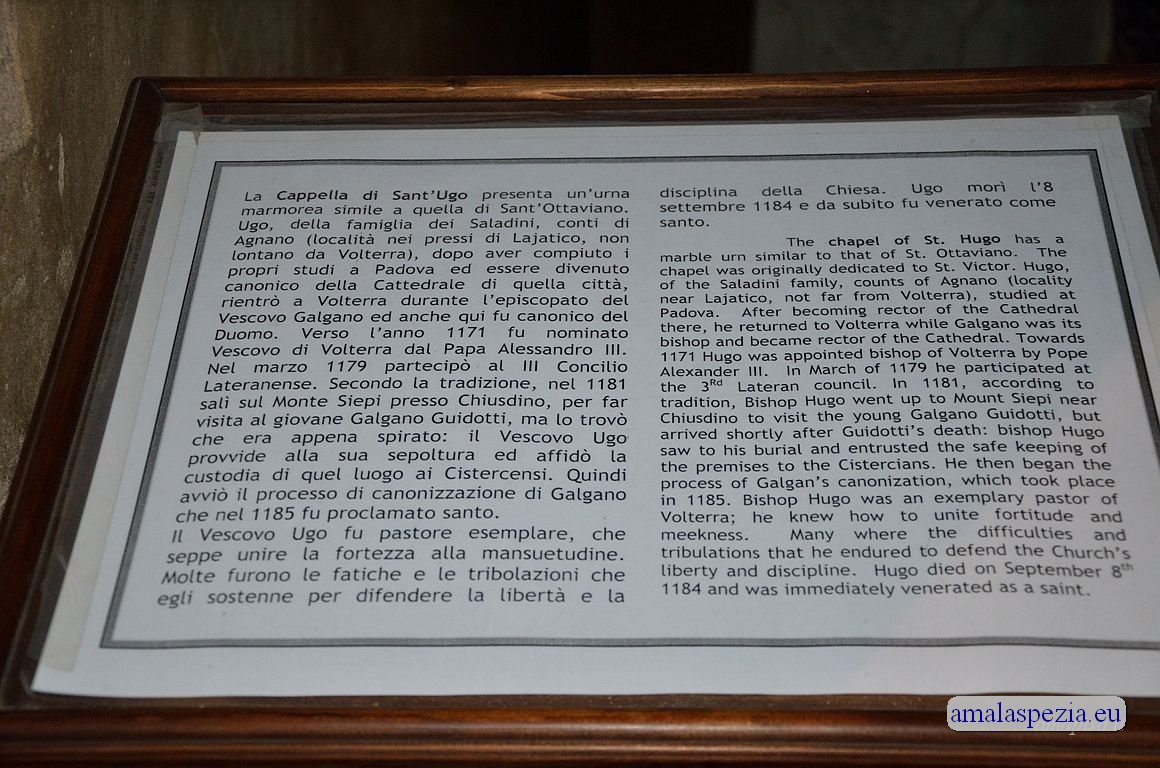 La Cappella di Sant'Ugo presenta un'urna
marmorea simile a quella di Sant'Ottaviano.
Ugo, della famiglia dei Saladini, conti di
Agnano (località nei pressi di Lajatico, non
lontano da Volterra), dopo aver compiuto i
propri studi a Padova ed essere divenuto
canonico della Cattedrale di quella città,
rientrò a Volterra durante l'episcopato del
Vescovo Galgano ed anche qui fu canonico del
Duomo. Verso l'anno 1171 fu nominato
Vescovo di Volterra dal Papa Alessandro III.
Nel marzo 1179 partecipò al III Concilio
Lateranense. Secondo la tradizione, nel 1181
salì sul Monte Siepi presso Chiusdino, per far
visita al giovane Galgano Guidotti, ma lo trovò
che era appena spirato: il Vescovo Ugo
provvide alla sua sepoltura ed affidò la
custodia di quel luogo ai Cistercensi. Quindi
avviò il processo di canonizzazione di Galgano
che nel 1185 fu proclamato santo.
Il Vescovo Ugo fu pastore esemplare, che
seppe unire la fortezza alla mansuetudine.
Molte furono le fatiche e le tribolazioni che
egli sostenne per difendere la libertà e la
disciplina della Chiesa. Ugo morì l'8
settembre 1184 e da subito fu venerato come
santo.
The chapel of St. Hugo has a
marble urn similar to that of St. Ottaviano. The
chapel was originally dedicated to St. Victor. Hugo,
of the Saladini family, counts of Agnano (locality
near Lajatico, not far from Volterra), studied at
Padova. After becoming rector of the Cathedral
there, he returned to Volterra while Galgano was its
bishop and became rector of the Cathedral. Towards
1171 Hugo was appointed bishop of Volterra by Pope
Alexander III. In March of 1179 he participated at
the 3Rd Lateran council. In 1181, according to
tradition, Bishop Hugo went up to Mount Siepi near
Chiusdino to visit the young Galgano Guidotti, but
arrived shortly after Guidotti's death: bishop Hugo
saw to his burial and entrusted the safe keeping of
the premises to the Cistercians. He then began the
process of Galgan's canonization, which took place
in 1185. Bishop Hugo was an exemplary pastor of
Volterra; he knew how to unite fortitude and
meekness. Many where the difficulties and
tribulations that he endured to defend the Church's
liberty and discipline. Hugo died on September 8th
1184 and was immediately venerated as a saint.
amalaspezia.eu